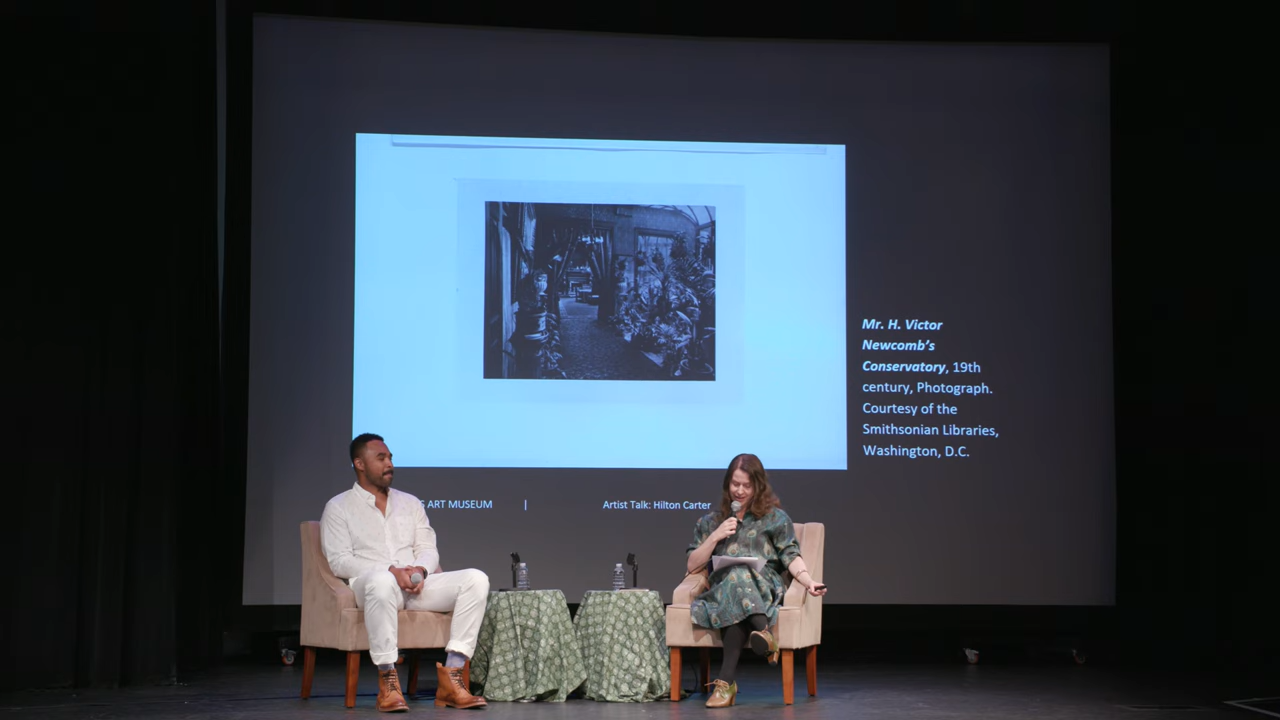 Mr. H. Victor
Newcomb's
Conservatory, 19th
century, Photograph.
Courtesy of the
Smithsonian Libraries,
Washington, D.C.
ART MUSEUM | Artist Talk: Hilton Carter